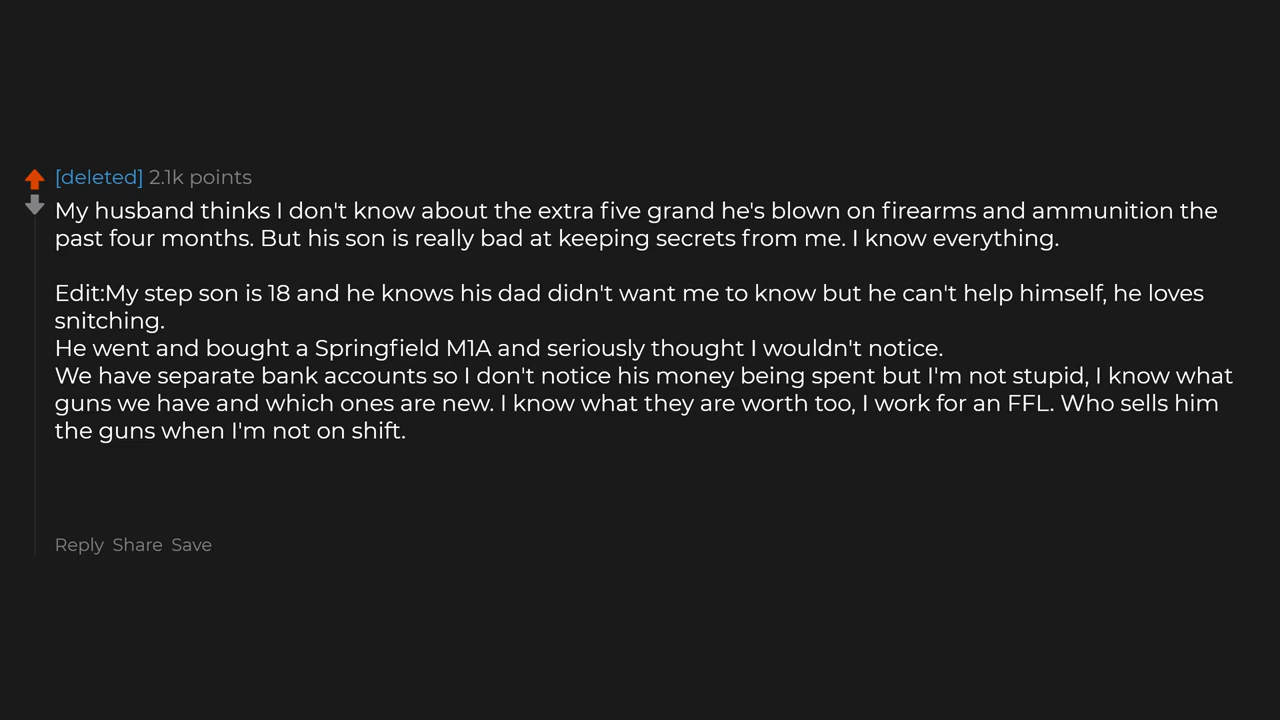 [deleted] 2.1k points
My husband thinks I don't know about the extra five grand he's blown on firearms and ammunition the
past four months. But his son is really bad at keeping secrets from me. I know everything.
Edit:My step son is 18 and he knows his dad didn't want me to know but he can't help himself, he loves
snitching.
He went and bought a Springfield M1A and seriously thought I wouldn't notice.
We have separate bank accounts so I don't notice his money being spent but I'm not stupid, I know what
guns we have and which ones are new. I know what they are worth too, I work for an FFL. Who sells him
the guns when I'm not on shift.
Reply Share Save